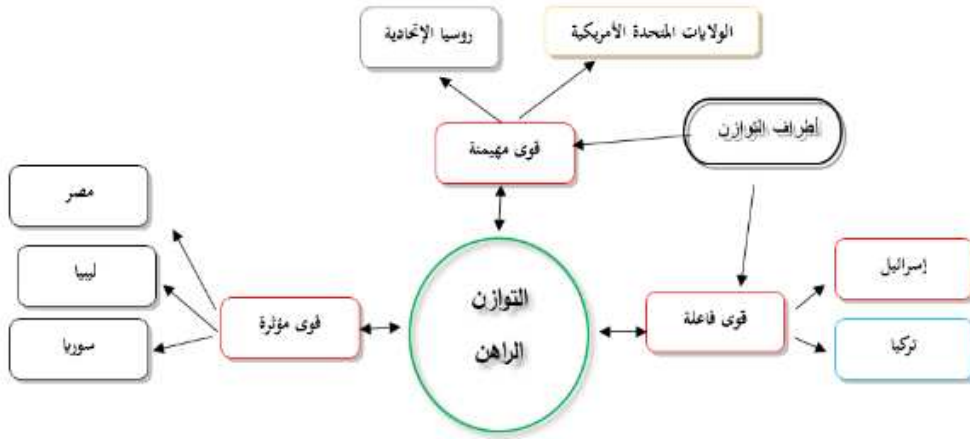 الولايات المتحدة الأمريكية
روسيا الإتحادية
أطراف التوازن
قوى مهيمنة
مصر
ليبيا
سوريا
قوى مؤثرة
التوازن
الراهن
قوى فاعلة
إسرائيل
تركيا